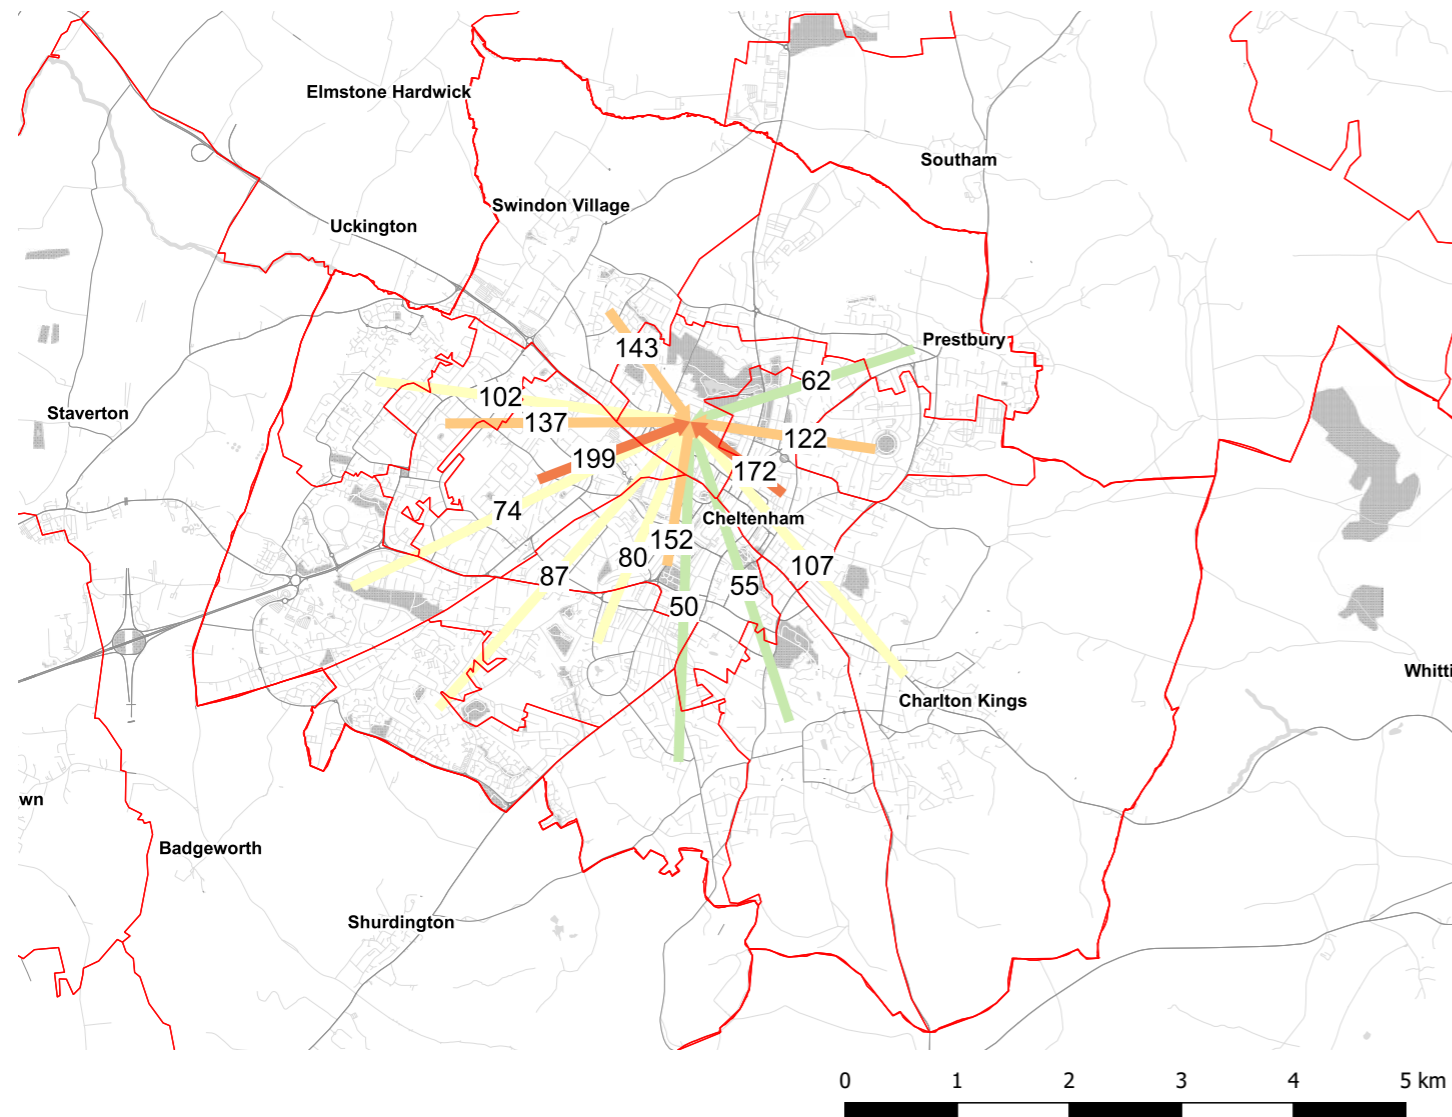 Elmstone Hardwick
Southam
Swindon Village
Uckington
Prestbury
143
62
102
Staverton
137
122
199
172
74
Cheltenham
152
80
107
87
55
50
Whitti
Charlton Kings
wn
Badgeworth
Shurdington
0 1 2 3 4 5 km